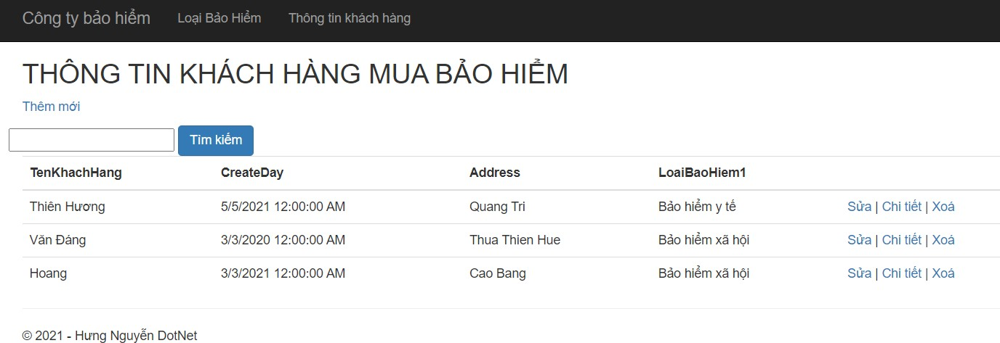 Công ty bảo hiểm Loại Bảo Hiểm Thông tin khách hàng
THÔNG TIN KHÁCH HÀNG MUA BẢO HIỂM
Thêm mới
Tìm kiếm
TenKhachHang CreateDay Address LoaiBaoHiem1
Thiên Hương 5/5/2021 12:00:00 AM Quang Tri Bảo hiểm y tế Sửa | Chi tiết | Xoá
Văn Đáng 3/3/2020 12:00:00 AM Thua Thien Hue Bảo hiểm xã hội Sửa | Chi tiết | Xoá
Hoang 3/3/2021 12:00:00 AM Cao Bang Bảo hiểm xã hội Sửa | Chi tiết | Xoá
© 2021 - Hưng Nguyễn DotNet